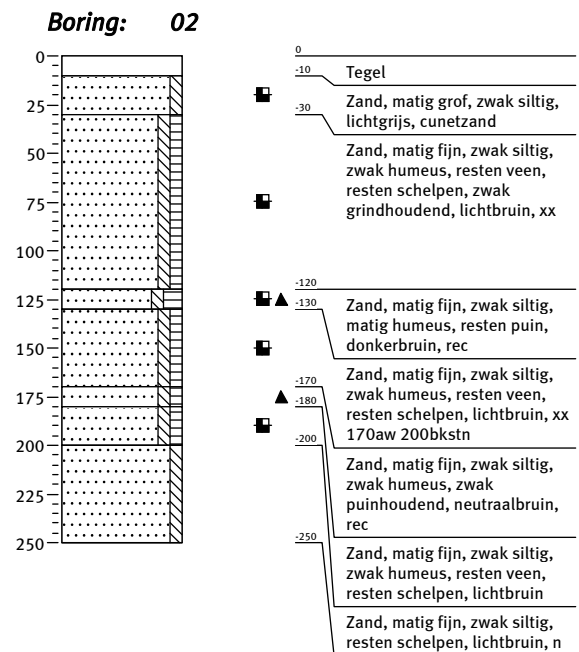 Boring: 02
0
25
50
75
100
125
150
175
200
225
250
0
-10
Tegel
-30
Zand, matig grof, zwak siltig,
lichtgrijs, cunetzand
Zand, matig fijn, zwak siltig,
zwak humeus, resten veen,
resten schelpen, zwak
grindhoudend, lichtbruin, xx
-120
-130
Zand, matig fijn, zwak siltig,
matig humeus, resten puin,
donkerbruin, rec
-170
-180
-200
Zand, matig fijn, zwak siltig,
zwak humeus, resten veen,
resten schelpen, lichtbruin, xx
170aw 200bkstn
Zand, matig fijn, zwak siltig,
zwak humeus, zwak
puinhoudend, neutraalbruin,
rec
-250
Zand, matig fijn, zwak siltig,
zwak humeus, resten veen,
resten schelpen, lichtbruin
Zand, matig fijn, zwak siltig,
resten schelpen, lichtbruin, n